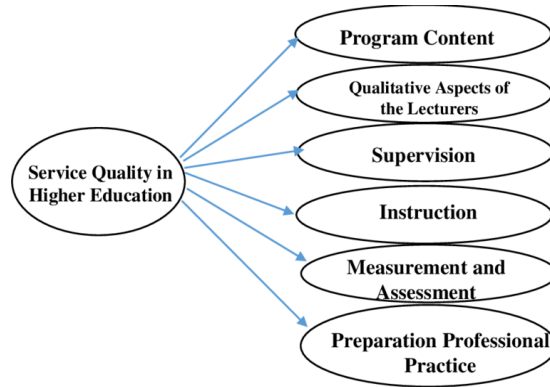 Program Content
Qualitative Aspects of
the Lecturers
Supervision
Service Quality in
Higher Education
Instruction
Measurement and
Assessment
Preparation Professional
Practice